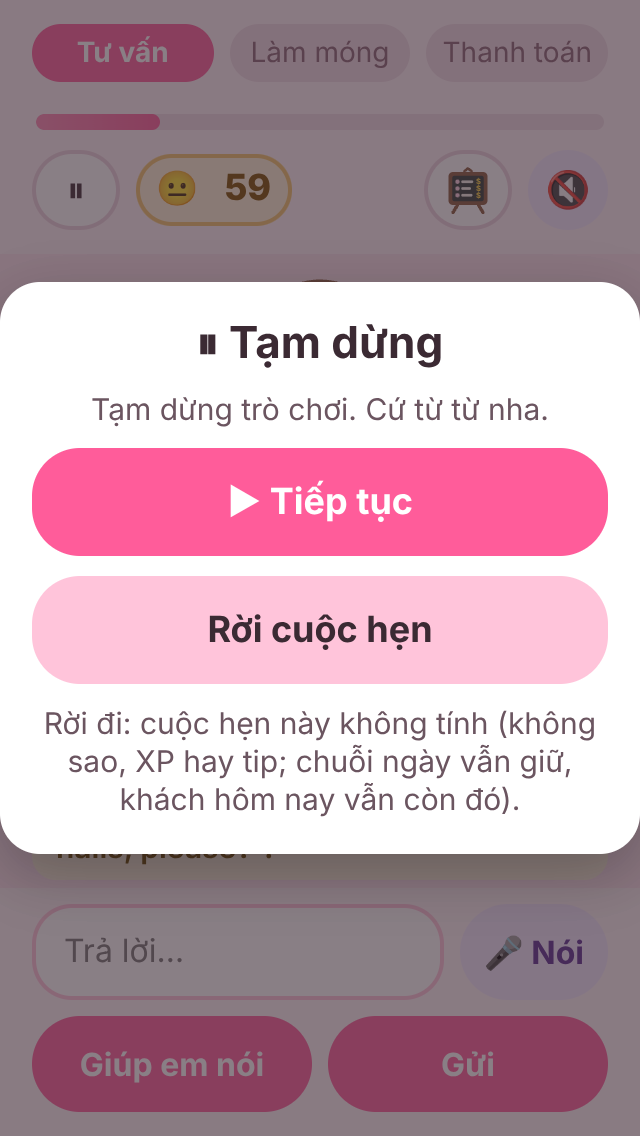 Tư vấn
Làm móng
Thanh toán
59
Tạm dừng
Tạm dừng trò chơi. Cứ từ từ nha.
▶ Tiếp tục
Rời cuộc hẹn
Rời đi: cuộc hẹn này không tính (không
sao, XP hay tip; chuỗi ngày vẫn giữ,
khách hôm nay vẫn còn đó).
Trả lời...
Nói
Giúp em nói
Gửi